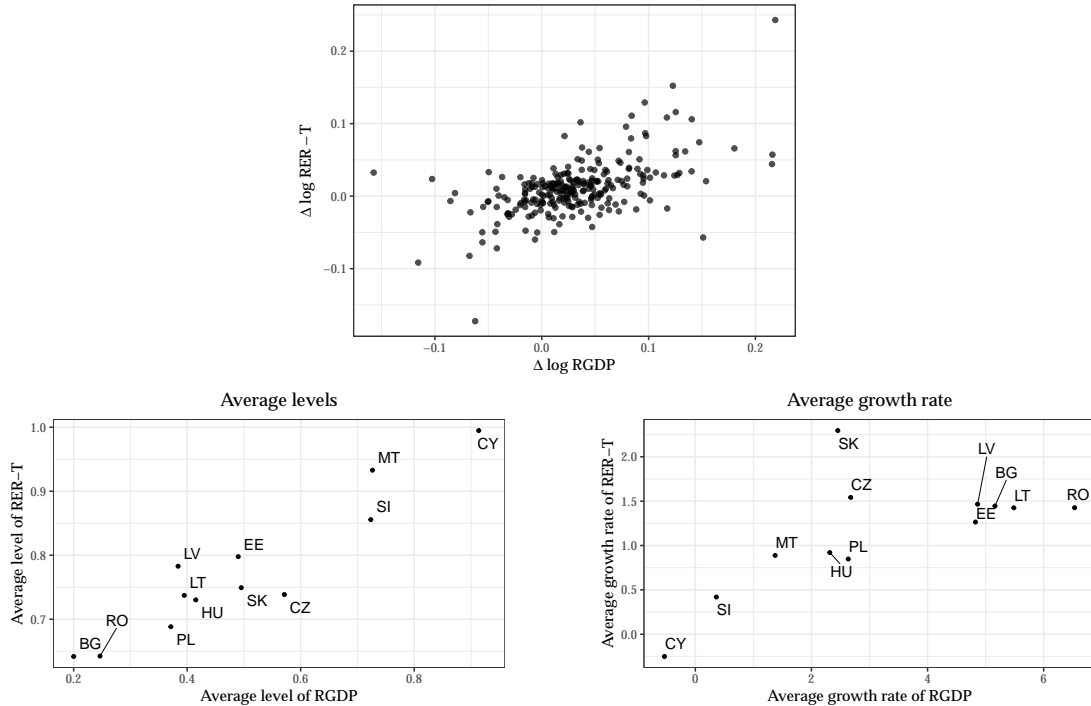 0.2
0.1
0.0
−0.1
Δ log RER−T
−0.1 0.0 0.1 0.2
Δ log RGDP
Average levels
1.0
0.9
0.8
0.7
Average level of RER−T
CY
MT
SI
EE
LV
LT
SK
HU
CZ
RO
PL
BG
0.2 0.4 0.6 0.8
Average level of RGDP
Average growth rate
2.0
1.5
1.0
0.5
0.0
Average growth rate of RER−T
SK
LV
BG
CZ
LT
RO
EE
MT
PL
HU
SI
CY
0 2 4 6
Average growth rate of RGDP